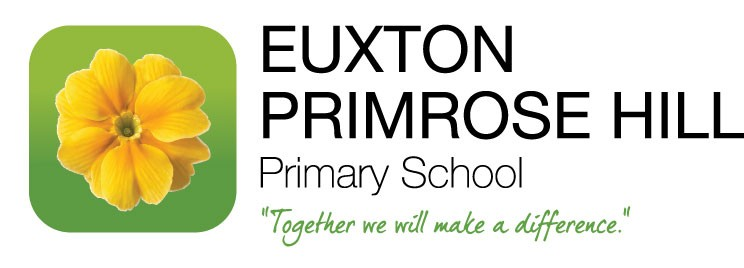 EUXTON
PRIMROSE HILL
Primary School
"Together we will make a difference."